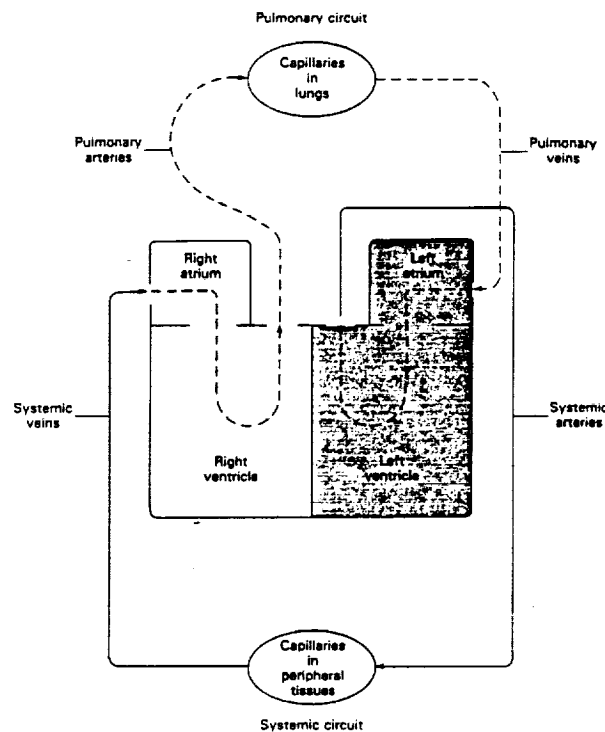 Pulmonary circuit
Capillaries
in
lungs
Pulmonary
arteries
Pulmonary
veins
Right
atrium
Left
atrium
Systemic
veins
Systemic
arteries
Right
ventricle
Left
ventricle
Capillaries
in
peripheral
tissues
Systemic circuit